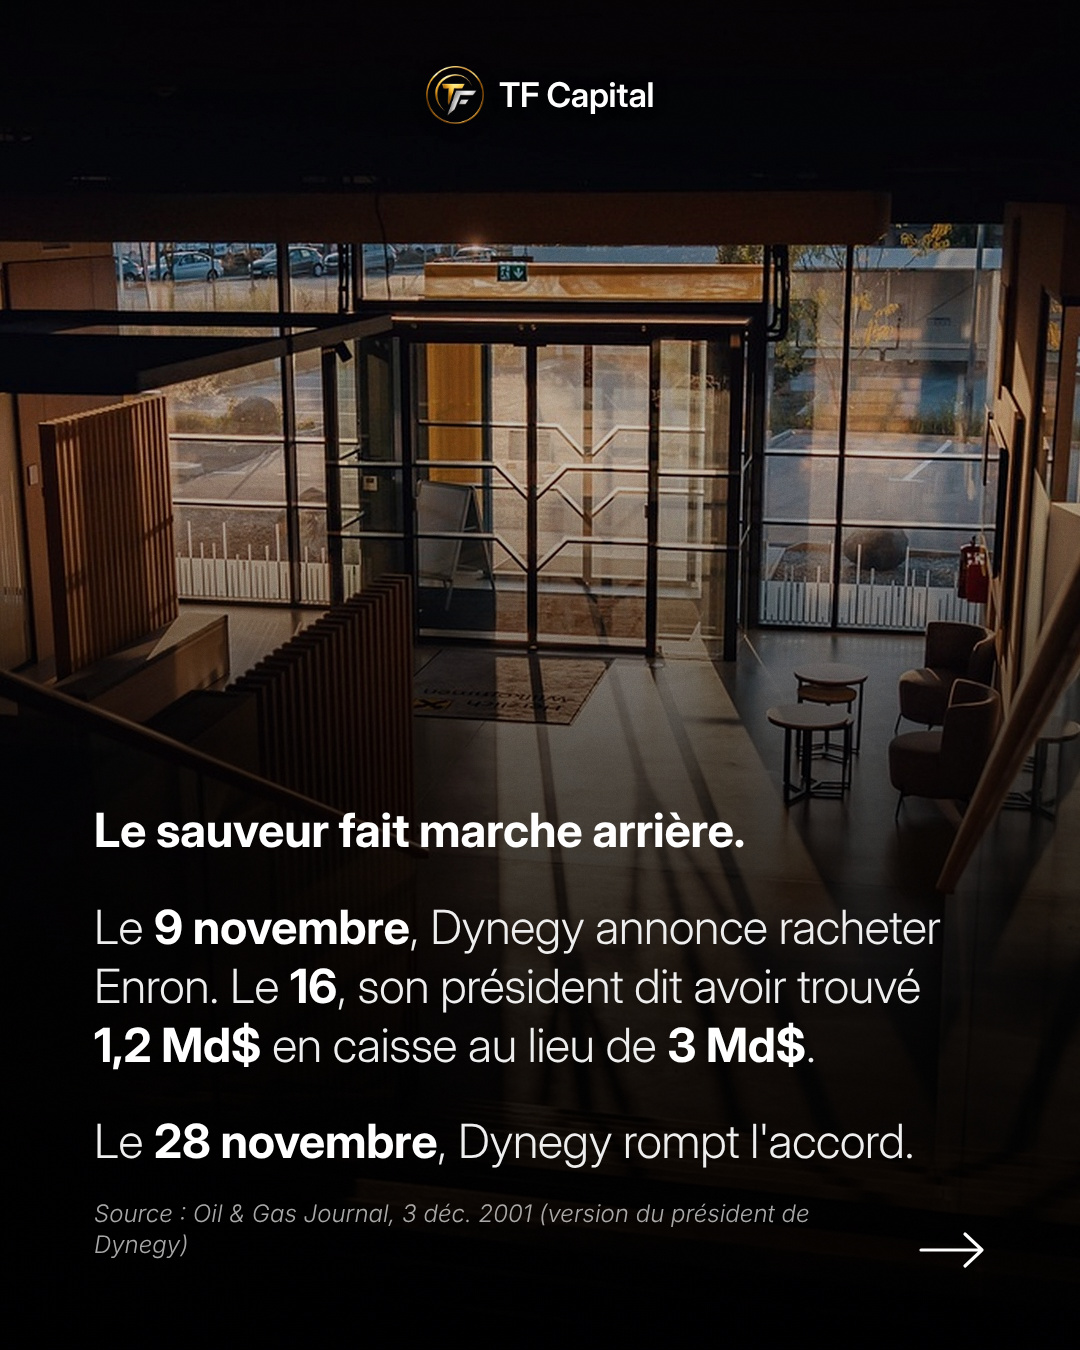 TF Capital
Herzlich
Willkommen
Le sauveur fait marche arrière.
Le 9 novembre, Dynegy annonce racheter
Enron. Le 16, son président dit avoir trouvé
1,2 Md$ en caisse au lieu de 3 Md$.
Le 28 novembre, Dynegy rompt l'accord.
Source : Oil & Gas Journal, 3 déc. 2001 (version du président de
Dynegy)